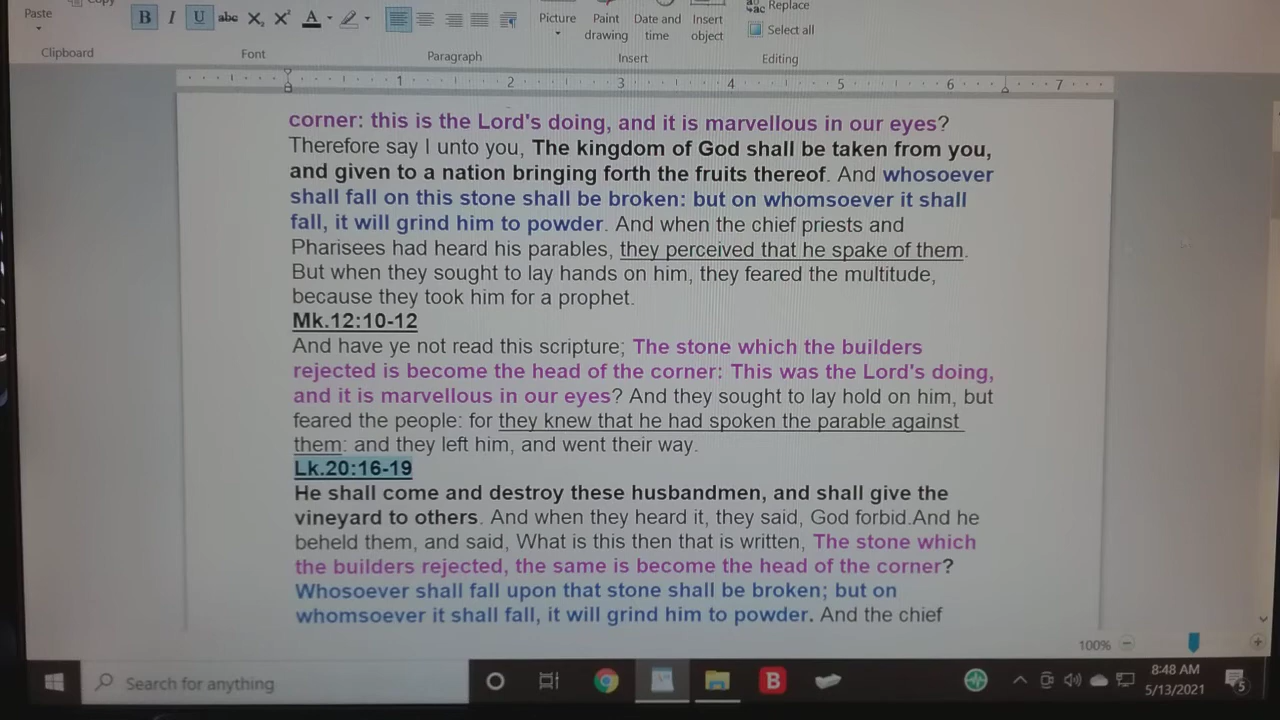 Paste
Copy
Clipboard
B I U abc X₂ X² A
Font
Paragraph
Picture
Paint
drawing
Date and
time
Insert
object
Insert
Replace
Select all
Editing
1 2 3 4 5 6 7
corner: this is the Lord's doing, and it is marvellous in our eyes?
Therefore say I unto you, The kingdom of God shall be taken from you,
and given to a nation bringing forth the fruits thereof. And whosoever
shall fall on this stone shall be broken: but on whomsoever it shall
fall, it will grind him to powder. And when the chief priests and
Pharisees had heard his parables, they perceived that he spake of them.
But when they sought to lay hands on him, they feared the multitude,
because they took him for a prophet.
Mk.12:10-12
And have ye not read this scripture; The stone which the builders
rejected is become the head of the corner: This was the Lord's doing,
and it is marvellous in our eyes? And they sought to lay hold on him, but
feared the people: for they knew that he had spoken the parable against
them: and they left him, and went their way.
Lk.20:16-19
He shall come and destroy these husbandmen, and shall give the
vineyard to others. And when they heard it, they said, God forbid.And he
beheld them, and said, What is this then that is written, The stone which
the builders rejected, the same is become the head of the corner?
Whosoever shall fall upon that stone shall be broken; but on
whomsoever it shall fall, it will grind him to powder. And the chief
100%
Search for anything
B
8:48 AM
5/13/2021
5